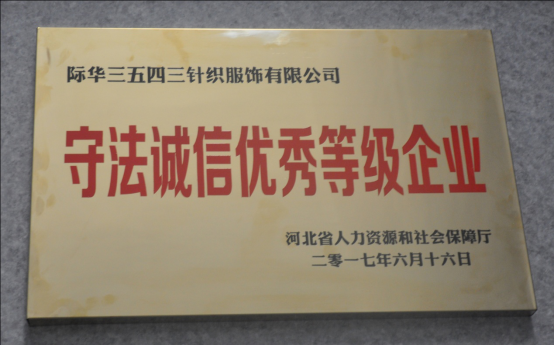 际华三五四三针织服饰有限公司
守法诚信优秀等级企业
河北省人力资源和社会保障厅
二零一七年六月十六日